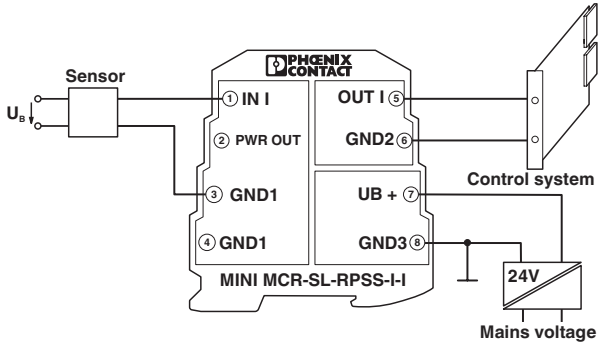 PHŒNIX
CONTACT
Sensor
U_B
① IN I
② PWR OUT
③ GND1
④ GND1
OUT I ⑤
GND2 ⑥
UB + ⑦
GND3 ⑧
MINI MCR-SL-RPSS-I-I
Control system
24V
Mains voltage